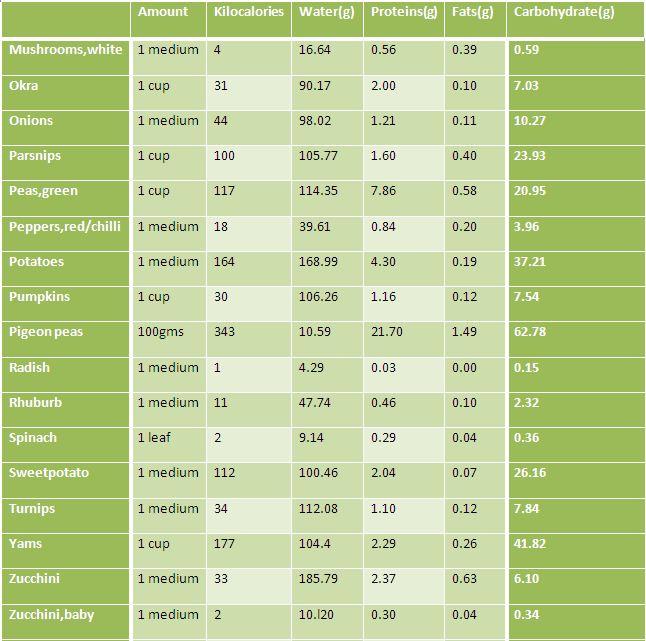 Amount Kilocalories Water(g) Proteins(g) Fats(g) Carbohydrate(g)
Mushrooms,white 1 medium 4 16.64 0.56 0.39 0.59
Okra 1 cup 31 90.17 2.00 0.10 7.03
Onions 1 medium 44 98.02 1.21 0.11 10.27
Parsnips 1 cup 100 105.77 1.60 0.40 23.93
Peas,green 1 cup 117 114.35 7.86 0.58 20.95
Peppers,red/chilli 1 medium 18 39.61 0.84 0.20 3.96
Potatoes 1 medium 164 168.99 4.30 0.19 37.21
Pumpkins 1 cup 30 106.26 1.16 0.12 7.54
Pigeon peas 100gms 343 10.59 21.70 1.49 62.78
Radish 1 medium 1 4.29 0.03 0.00 0.15
Rhuburb 1 medium 11 47.74 0.46 0.10 2.32
Spinach 1 leaf 2 9.14 0.29 0.04 0.36
Sweetpotato 1 medium 112 100.46 2.04 0.07 26.16
Turnips 1 medium 34 112.08 1.10 0.12 7.84
Yams 1 cup 177 104.4 2.29 0.26 41.82
Zucchini 1 medium 33 185.79 2.37 0.63 6.10
Zucchini,baby 1 medium 2 10.l20 0.30 0.04 0.34